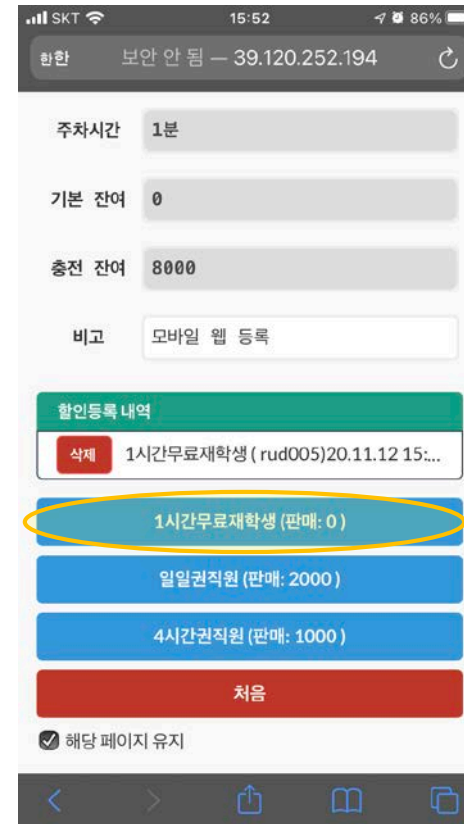 SKT 15:52 86%
한한 보안 안 됨 — 39.120.252.194
주차시간 1분
기본 잔여 0
충전 잔여 8000
비고 모바일 웹 등록
할인등록 내역
삭제 1시간무료재학생 ( rud005)20.11.12 15:...
1시간무료재학생 (판매: 0 )
일일권직원 (판매: 2000 )
4시간권직원 (판매: 1000 )
처음
해당 페이지 유지